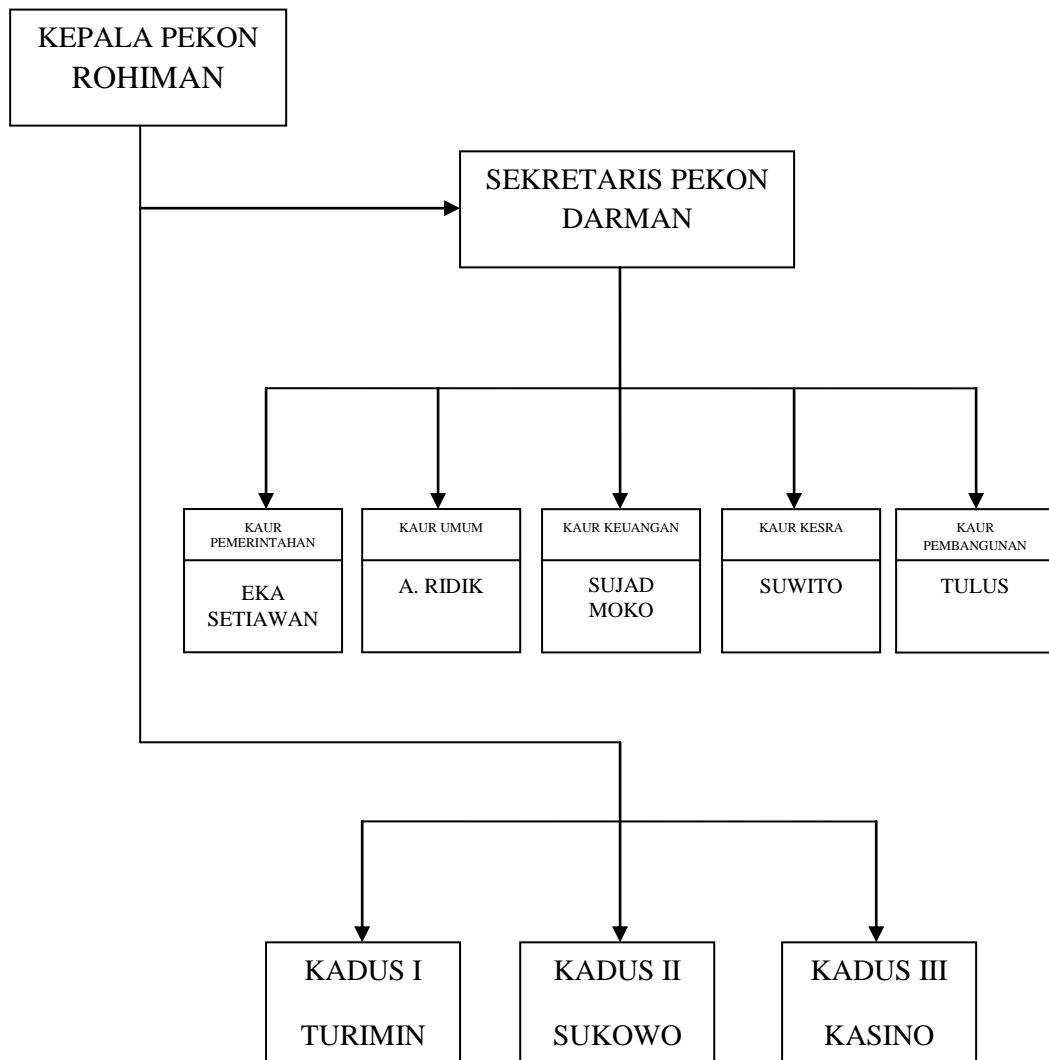 KEPALA PEKON
ROHIMAN
SEKRETARIS PEKON
DARMAN
KAUR
PEMERINTAHAN
EKA
SETIAWAN
KAUR UMUM
A. RIDIK
KAUR KEUANGAN
SUJAD
MOKO
KAUR KESRA
SUWITO
KAUR
PEMBANGUNAN
TULUS
KADUS I
TURIMIN
KADUS II
SUKOWO
KADUS III
KASINO